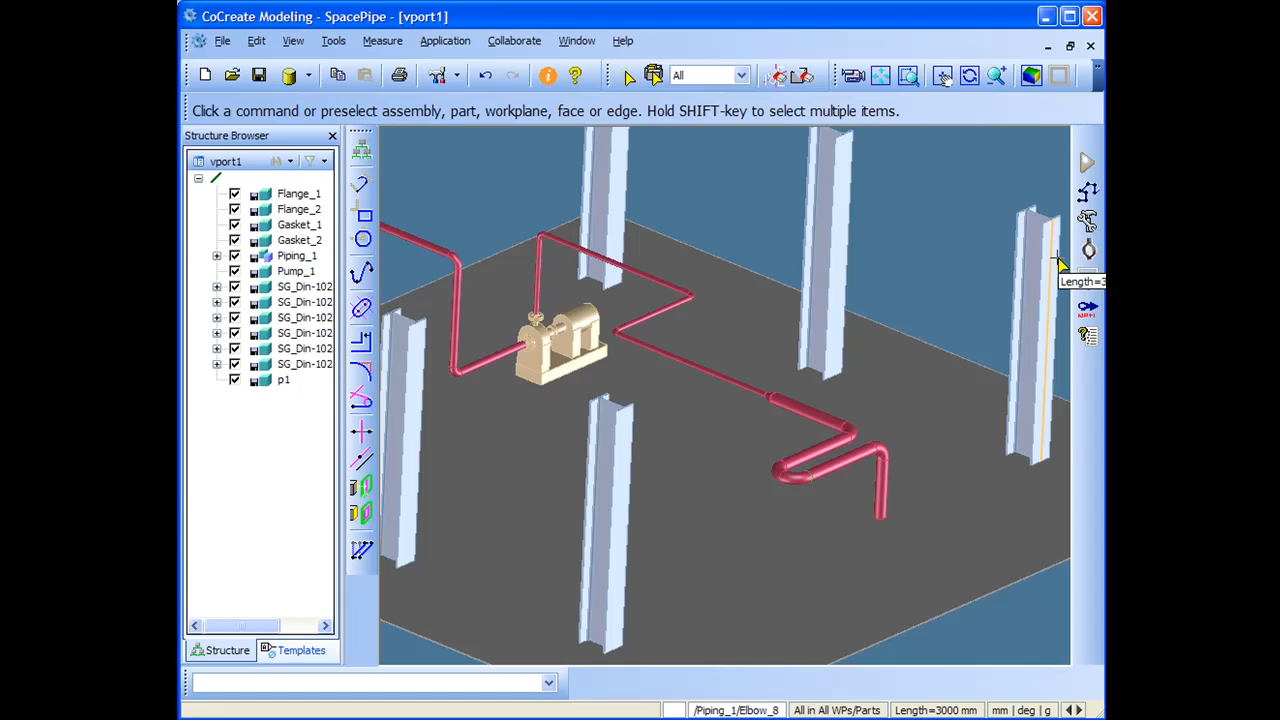 CoCreate Modeling - SpacePipe - [vport1]
File Edit View Tools Measure Application Collaborate Window Help
All
Click a command or preselect assembly, part, workplane, face or edge. Hold SHIFT-key to select multiple items.
Structure Browser
vport1
Flange_1
Flange_2
Gasket_1
Gasket_2
Piping_1
Pump_1
SG_Din-102
SG_Din-102
SG_Din-102
SG_Din-102
SG_Din-102
SG_Din-102
p1
Length=3
Structure Templates
/Piping_1/Elbow_8 All in All WPs/Parts Length=3000 mm mm | deg | g